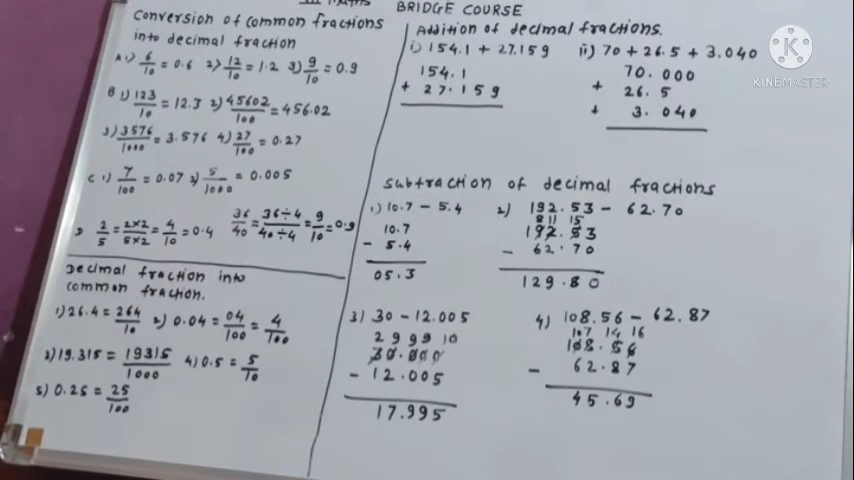 BRIDGE COURSE
Conversion of common fractions
into decimal fraction
A 1) 6/10 = 0.6 2) 12/10 = 1.2 3) 9/10 = 0.9
B 1) 123/10 = 12.3 2) 45602/100 = 456.02
3) 3576/1000 = 3.576 4) 27/100 = 0.27
C 1) 7/100 = 0.07 2) 5/1000 = 0.005
D 2/5 = 2×2/5×2 = 4/10 = 0.4 36/40 = 36÷4/40÷4 = 9/10 = 0.9
Decimal fraction into
common fraction.
1) 26.4 = 264/10 2) 0.04 = 04/100 = 4/100
3) 19.315 = 19315/1000 4) 0.5 = 5/10
5) 0.25 = 25/100
Addition of decimal fractions.
i) 154.1 + 27.159 ii) 70 + 26.5 + 3.040
154.1
+ 27.159
70.000
+ 26.5
+ 3.040
Subtraction of decimal fractions
1) 10.7 - 5.4
10.7
- 5.4
05.3
2) 192.53 - 62.70
8 11 15
192.53
- 62.70
129.80
3) 30 - 12.005
2 9 9 9 10
30.000
- 12.005
17.995
4) 108.56 - 62.87
107 14 16
108.56
- 62.87
45.69
KINEMASTER